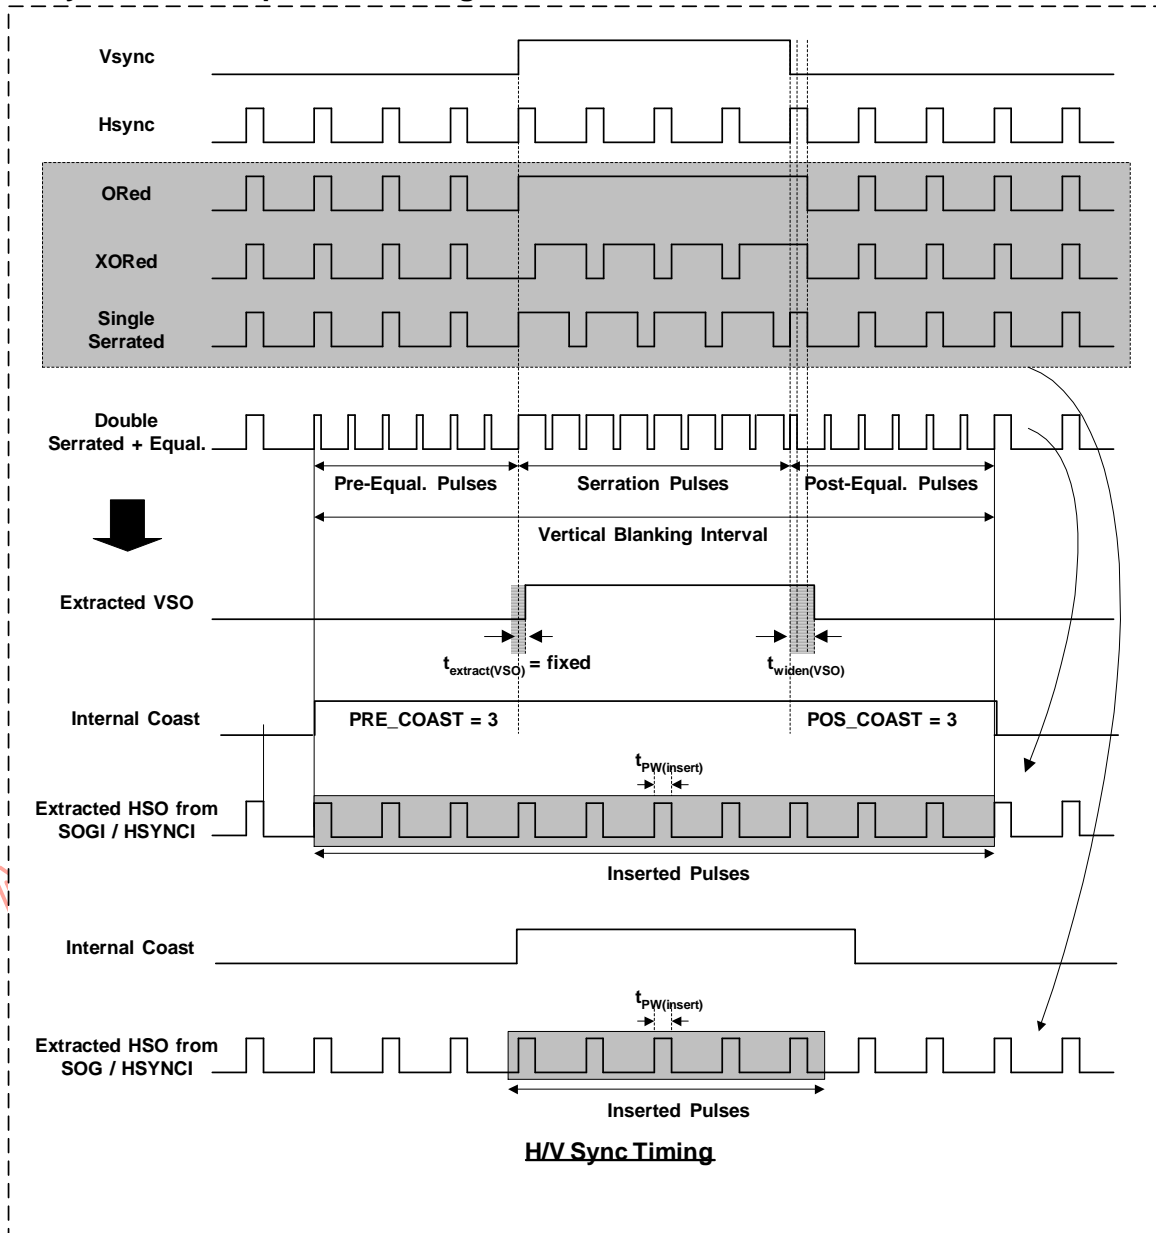 Vsync
Hsync
ORed
XORed
Single
Serrated
Double
Serrated + Equal.
Pre-Equal. Pulses
Serration Pulses
Post-Equal. Pulses
Vertical Blanking Interval
Extracted VSO
textract(VSO) = fixed
twiden(VSO)
Internal Coast
PRE_COAST = 3
POS_COAST = 3
tPW(insert)
Extracted HSO from
SOGI / HSYNCI
Inserted Pulses
Internal Coast
tPW(insert)
Extracted HSO from
SOG / HSYNCI
Inserted Pulses
H/V Sync Timing